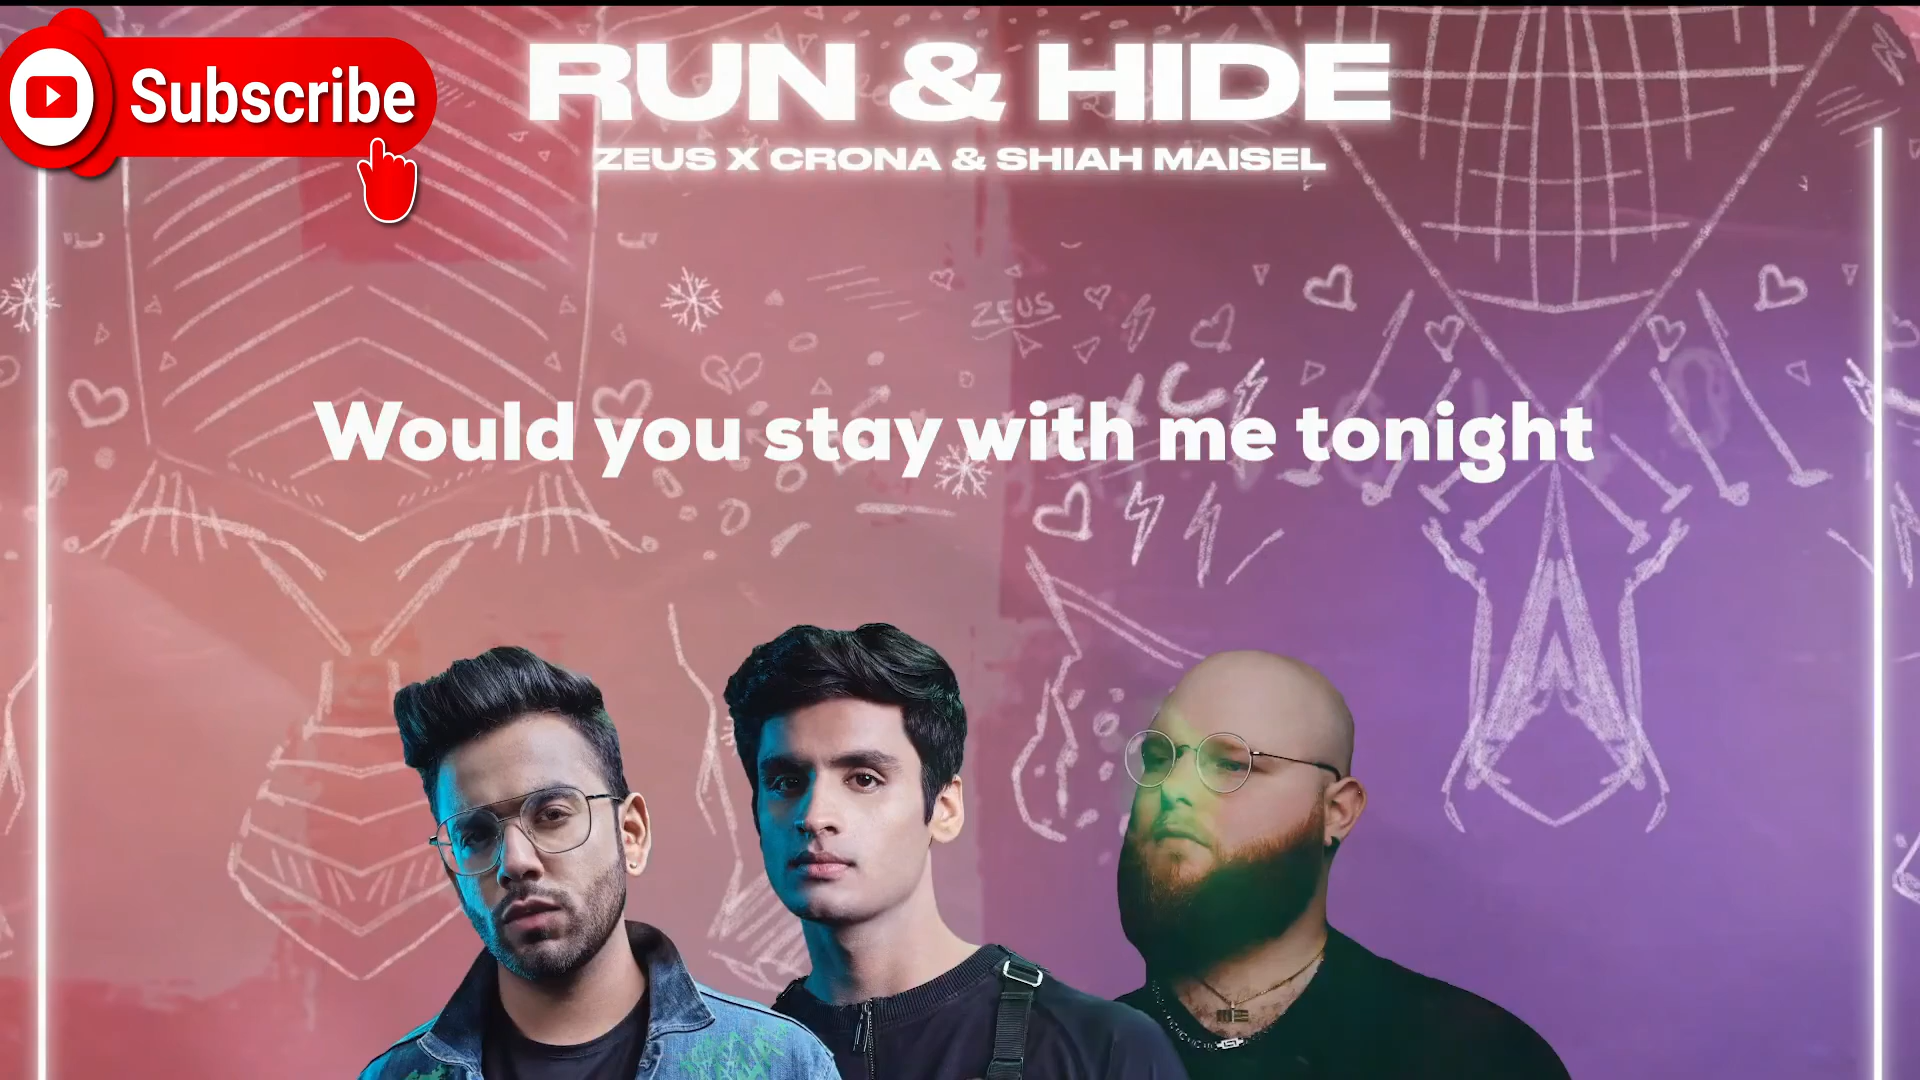 Subscribe
RUN & HIDE
ZEUS X CRONA & SHIAH MAISEL
ZEUS
Would you stay with me tonight